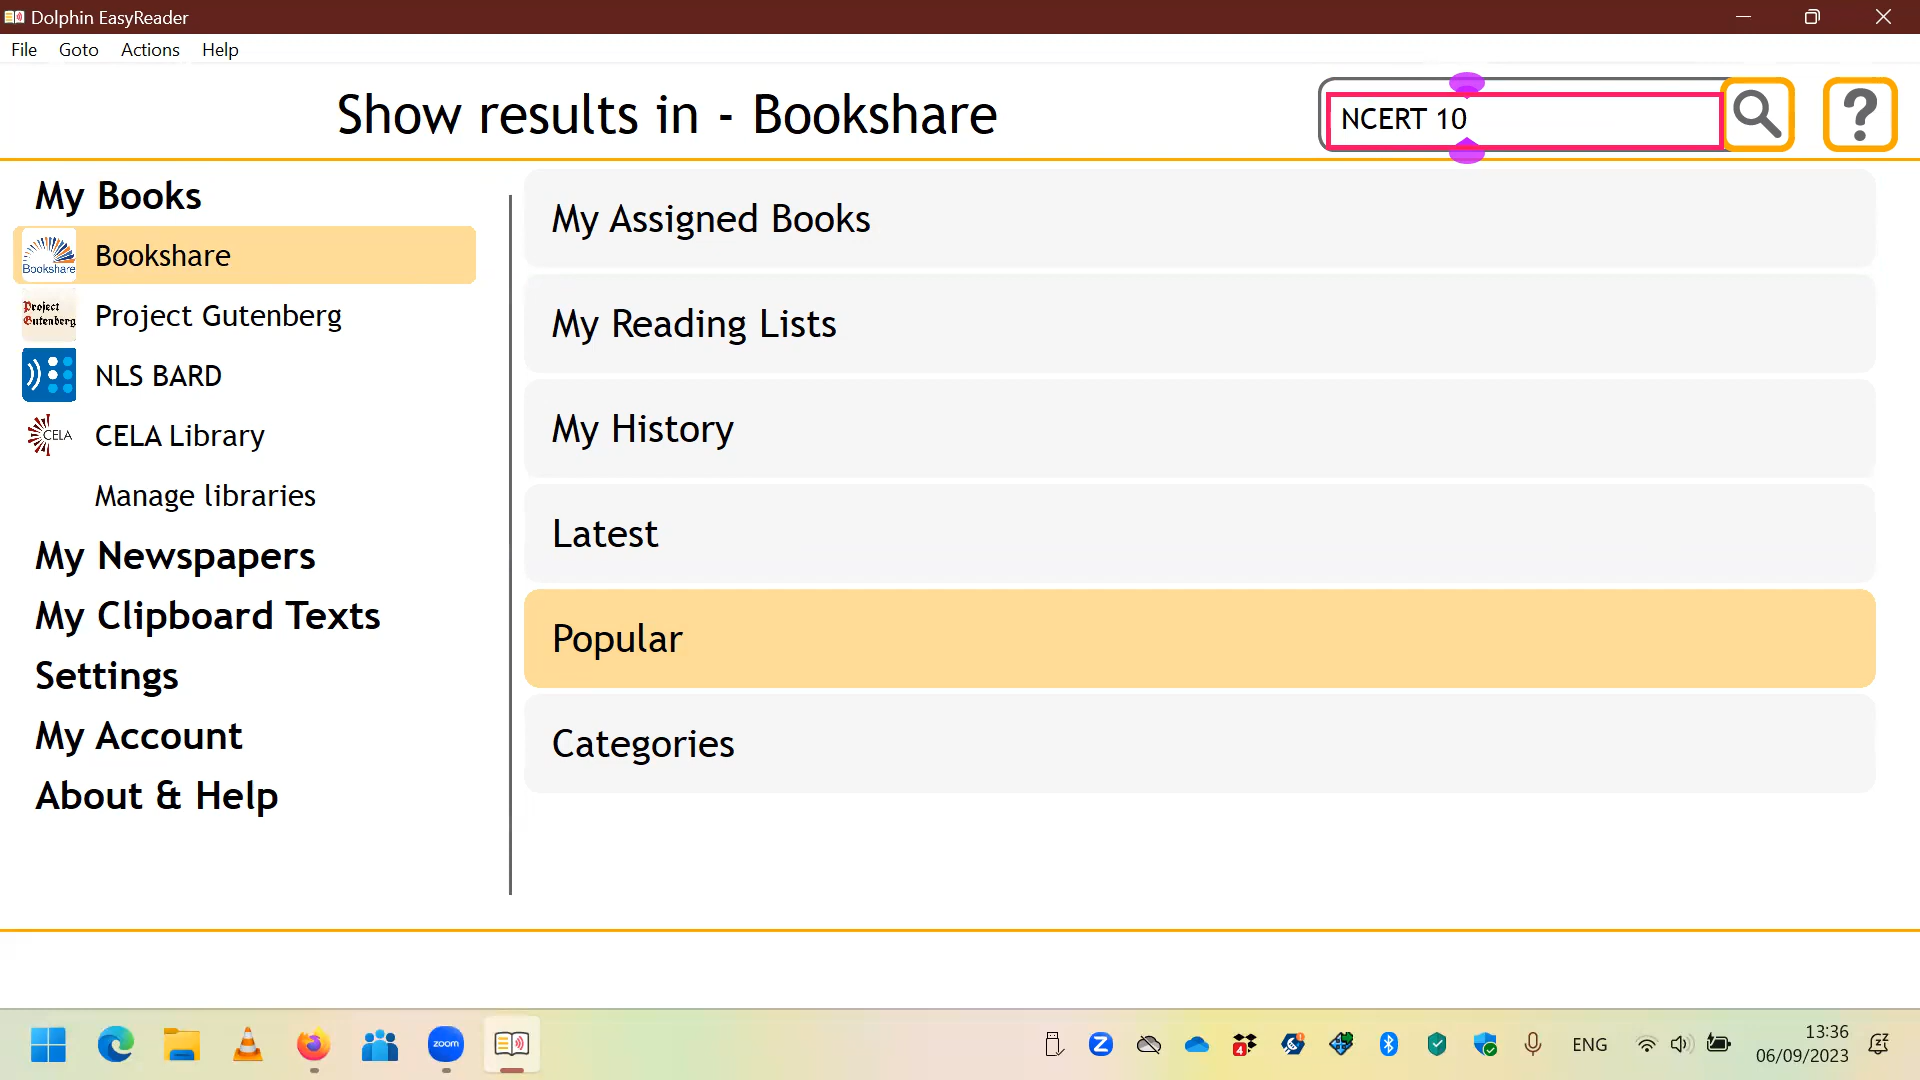 Dolphin EasyReader
File Goto Actions Help
Show results in - Bookshare
NCERT 10
?
My Books
Bookshare
Bookshare
Project Gutenberg
Project Gutenberg
NLS BARD
CELA
CELA Library
Manage libraries
My Newspapers
My Clipboard Texts
Settings
My Account
About & Help
My Assigned Books
My Reading Lists
My History
Latest
Popular
Categories
zoom
Z
4
ENG
13:36
06/09/2023